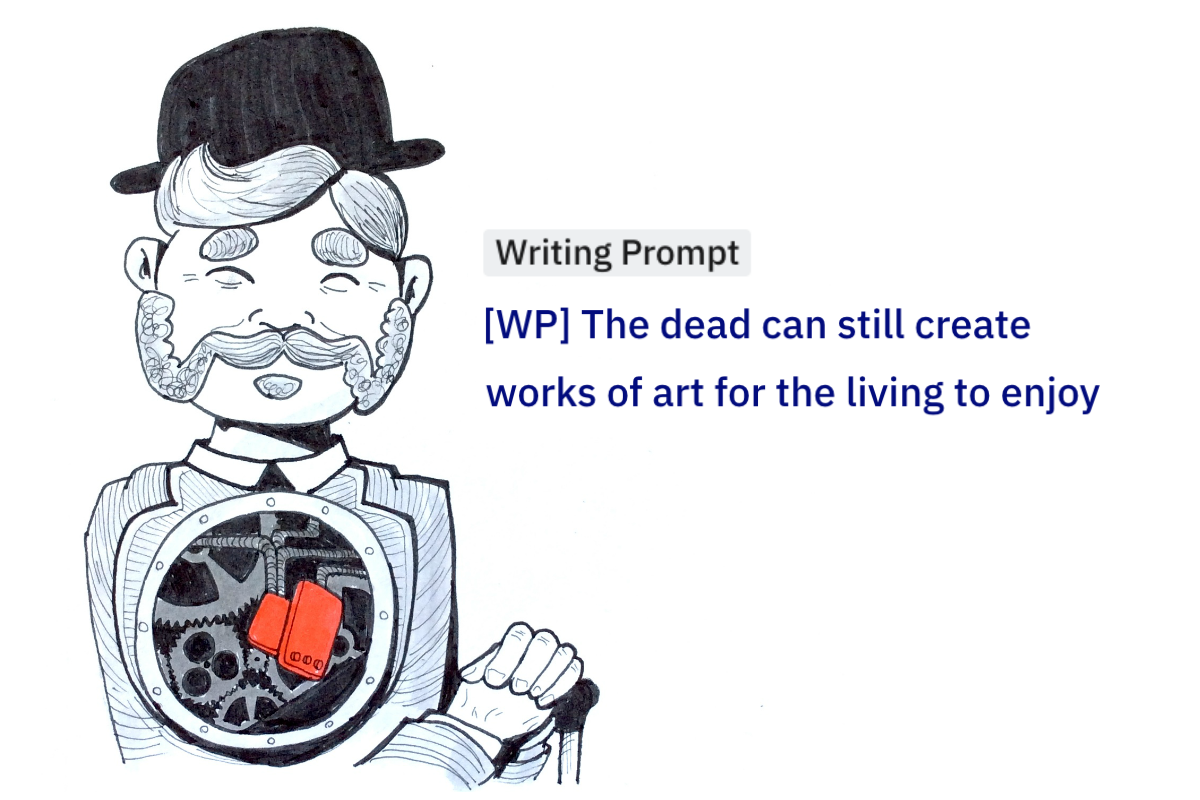 Writing Prompt
[WP] The dead can still create
works of art for the living to enjoy